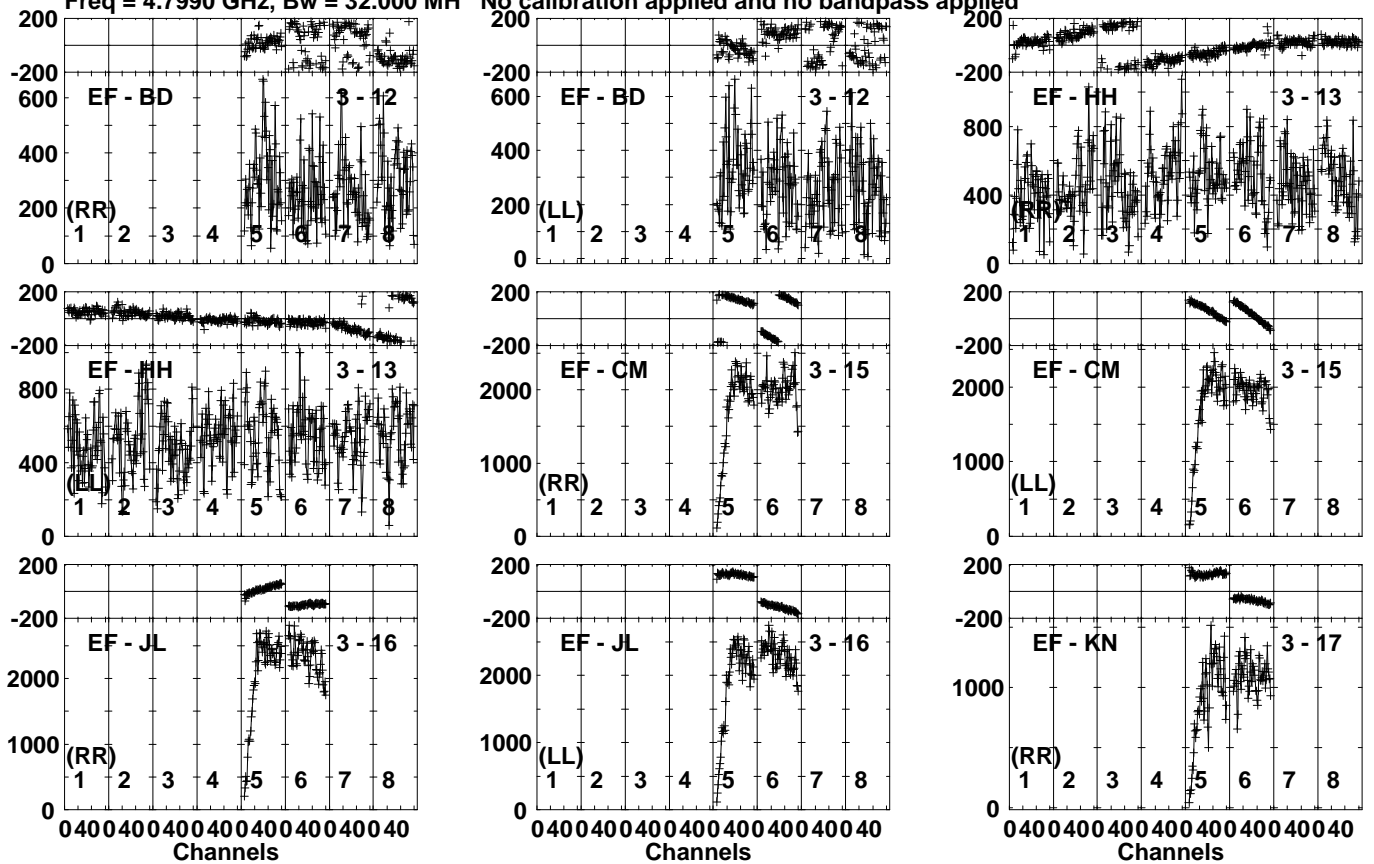 Freq = 4.7990 GHz, Bw = 32.000 MH No calibration applied and no bandpass applied
200
-200
600
400
200
0
EF - BD 3 - 12
(RR)
1 2 3 4 5 6 7 8
200
-200
600
400
200
0
EF - BD 3 - 12
(LL)
1 2 3 4 5 6 7 8
200
-200
800
400
0
EF - HH 3 - 13
(RR)
1 2 3 4 5 6 7 8
200
-200
800
400
0
EF - HH 3 - 13
(LL)
1 2 3 4 5 6 7 8
200
-200
2000
1000
0
EF - CM 3 - 15
(RR)
1 2 3 4 5 6 7 8
200
-200
2000
1000
0
EF - CM 3 - 15
(LL)
1 2 3 4 5 6 7 8
200
-200
2000
1000
0
EF - JL 3 - 16
(RR)
1 2 3 4 5 6 7 8
0 40 0 40 0 40 0 40 0 40 0 40 0 40 0 40
Channels
200
-200
2000
1000
0
EF - JL 3 - 16
(LL)
1 2 3 4 5 6 7 8
0 40 0 40 0 40 0 40 0 40 0 40 0 40 0 40
Channels
200
-200
1000
0
EF - KN 3 - 17
(RR)
1 2 3 4 5 6 7 8
0 40 0 40 0 40 0 40 0 40 0 40 0 40 0 40
Channels